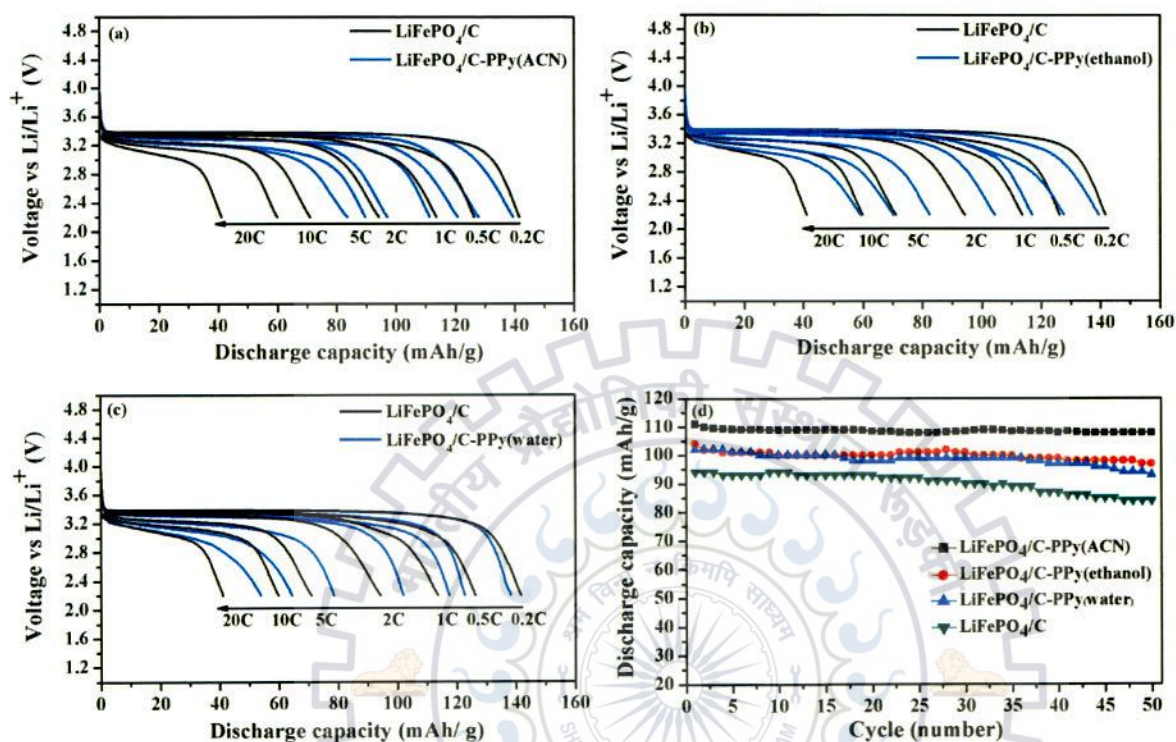 (a)
LiFePO4/C
LiFePO4/C-PPy(ACN)
Voltage vs Li/Li+ (V)
4.8
4.4
4.0
3.6
3.2
2.8
2.4
2.0
1.6
1.2
20C 10C 5C 2C 1C 0.5C 0.2C
0 20 40 60 80 100 120 140 160
Discharge capacity (mAh/g)
(b)
LiFePO4/C
LiFePO4/C-PPy(ethanol)
Voltage vs Li/Li+ (V)
4.8
4.4
4.0
3.6
3.2
2.8
2.4
2.0
1.6
1.2
20C 10C 5C 2C 1C 0.5C 0.2C
0 20 40 60 80 100 120 140 160
Discharge capacity (mAh/g)
(c)
LiFePO4/C
LiFePO4/C-PPy(water)
Voltage vs Li/Li+ (V)
4.8
4.4
4.0
3.6
3.2
2.8
2.4
2.0
1.6
1.2
20C 10C 5C 2C 1C 0.5C 0.2C
0 20 40 60 80 100 120 140 160
Discharge capacity (mAh/g)
(d)
Discharge capacity (mAh/g)
120
110
100
90
80
70
60
50
40
30
20
LiFePO4/C-PPy(ACN)
LiFePO4/C-PPy(ethanol)
LiFePO4/C-PPy(water)
LiFePO4/C
0 5 10 15 20 25 30 35 40 45 50
Cycle (number)